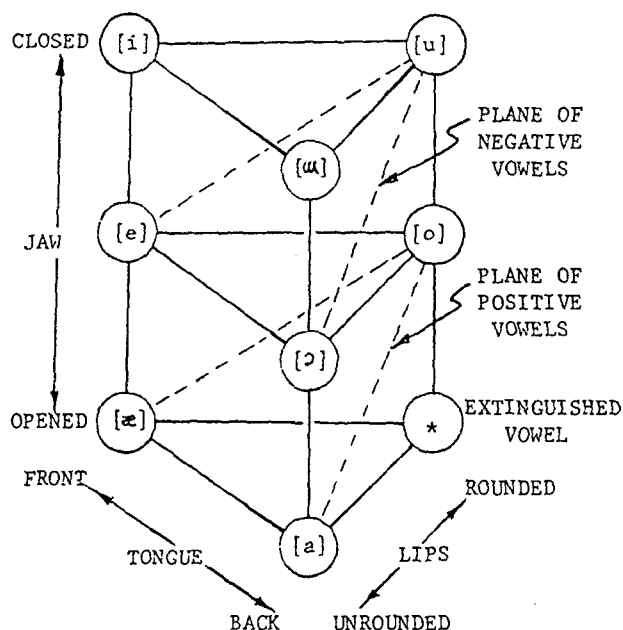 CLOSED
[i]
[u]
PLANE OF
NEGATIVE
VOWELS
[ɯ]
JAW
[e]
[o]
PLANE OF
POSITIVE
VOWELS
[ɔ]
OPENED
[æ]
*
EXTINGUISHED
VOWEL
FRONT
ROUNDED
[a]
TONGUE
LIPS
BACK
UNROUNDED